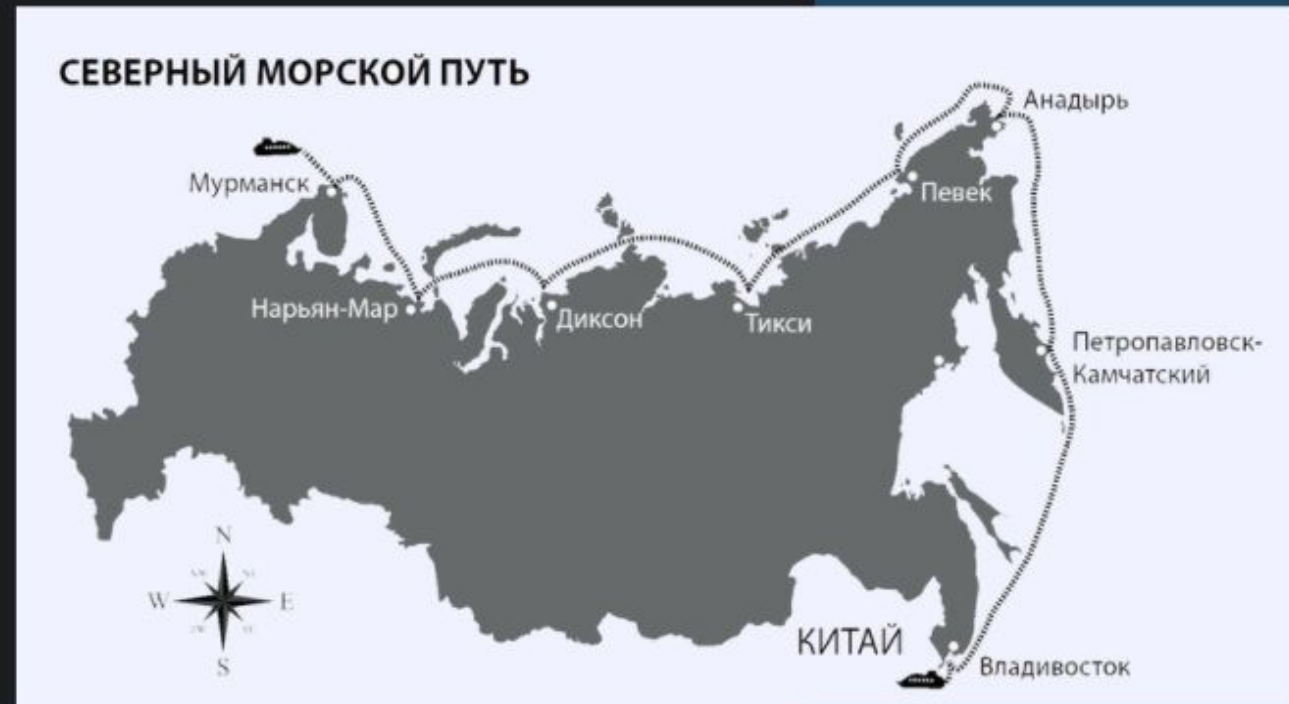 СЕВЕРНЫЙ МОРСКОЙ ПУТЬ
Анадырь
Мурманск
Певек
Нарьян-Мар
Диксон
Тикси
Петропавловск-
Камчатский
N
W
E
S
КИТАЙ
Владивосток